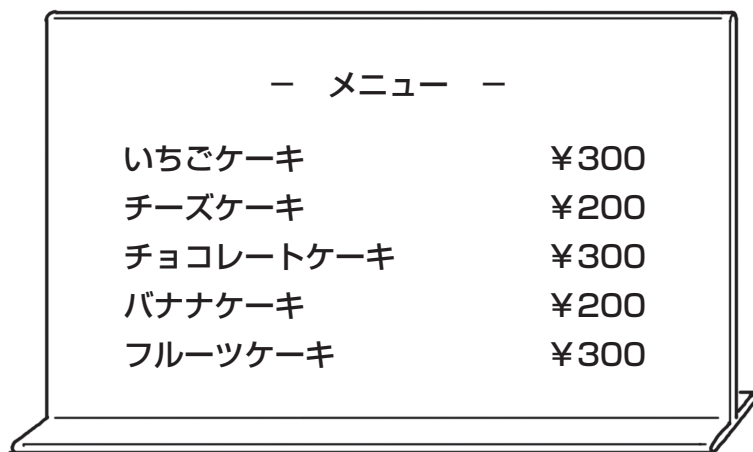 － メニュー －
いちごケーキ ￥300
チーズケーキ ￥200
チョコレートケーキ ￥300
バナナケーキ ￥200
フルーツケーキ ￥300